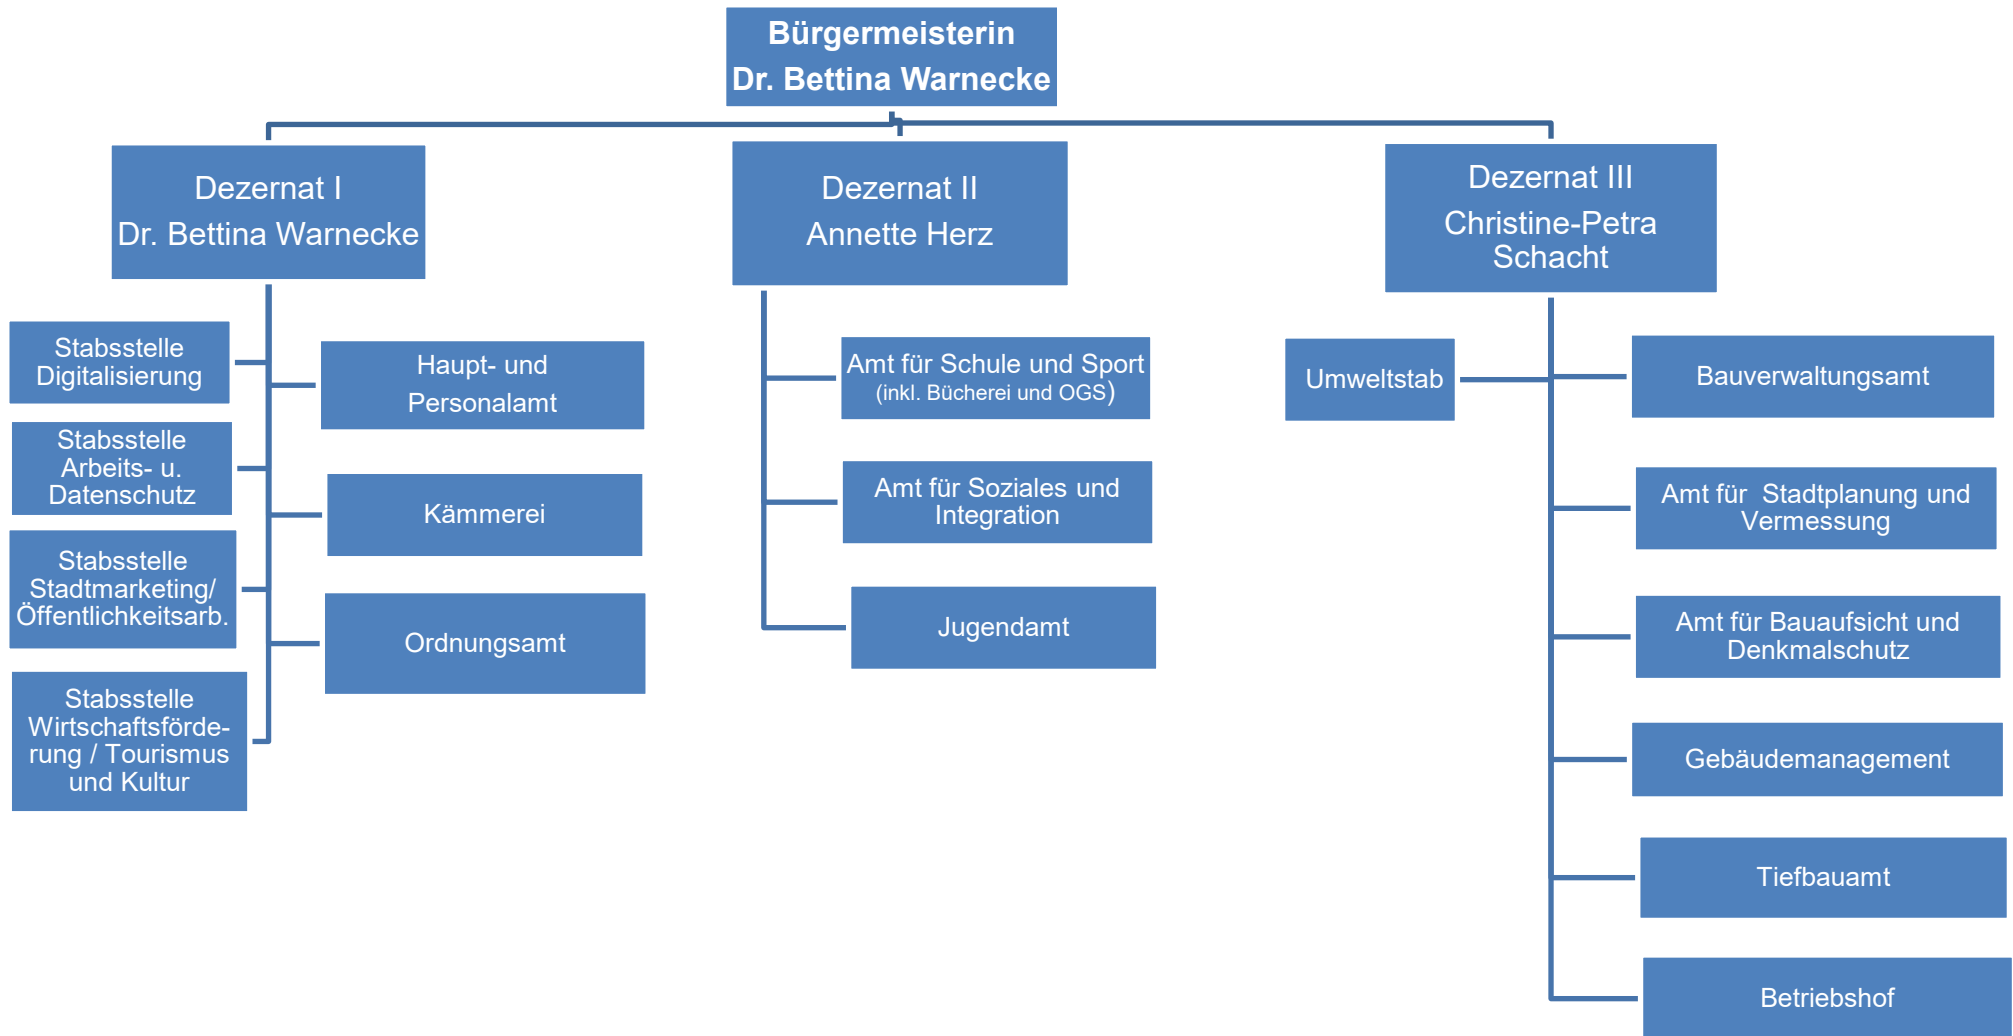 Bürgermeisterin
Dr. Bettina Warnecke
Dezernat I
Dr. Bettina Warnecke
Stabsstelle
Digitalisierung
Stabsstelle
Arbeits- u.
Datenschutz
Stabsstelle
Stadtmarketing/
Öffentlichkeitsarb.
Stabsstelle
Wirtschaftsförde-
rung / Tourismus
und Kultur
Haupt- und
Personalamt
Kämmerei
Ordnungsamt
Dezernat II
Annette Herz
Amt für Schule und Sport
(inkl. Bücherei und OGS)
Amt für Soziales und
Integration
Jugendamt
Dezernat III
Christine-Petra
Schacht
Umweltstab
Bauverwaltungsamt
Amt für Stadtplanung und
Vermessung
Amt für Bauaufsicht und
Denkmalschutz
Gebäudemanagement
Tiefbauamt
Betriebshof